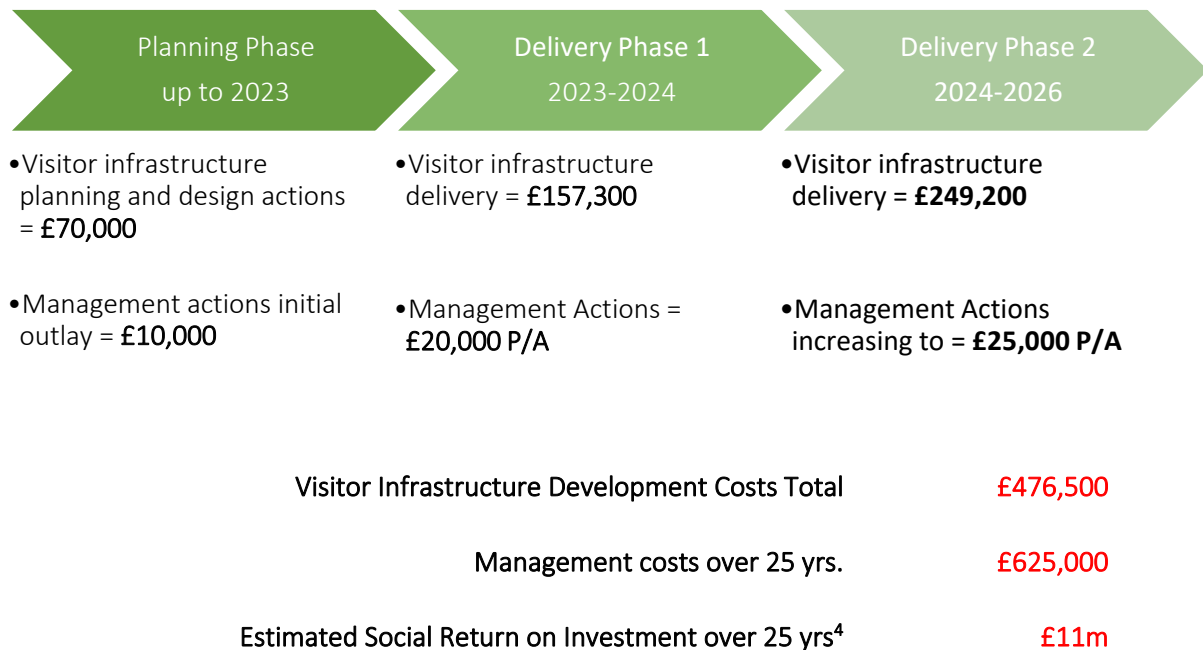 Planning Phase
up to 2023
Delivery Phase 1
2023-2024
Delivery Phase 2
2024-2026
•Visitor infrastructure
planning and design actions
= £70,000
•Management actions initial
outlay = £10,000
•Visitor infrastructure
delivery = £157,300
•Management Actions =
£20,000 P/A
•Visitor infrastructure
delivery = £249,200
•Management Actions
increasing to = £25,000 P/A
Visitor Infrastructure Development Costs Total £476,500
Management costs over 25 yrs. £625,000
Estimated Social Return on Investment over 25 yrs⁴ £11m